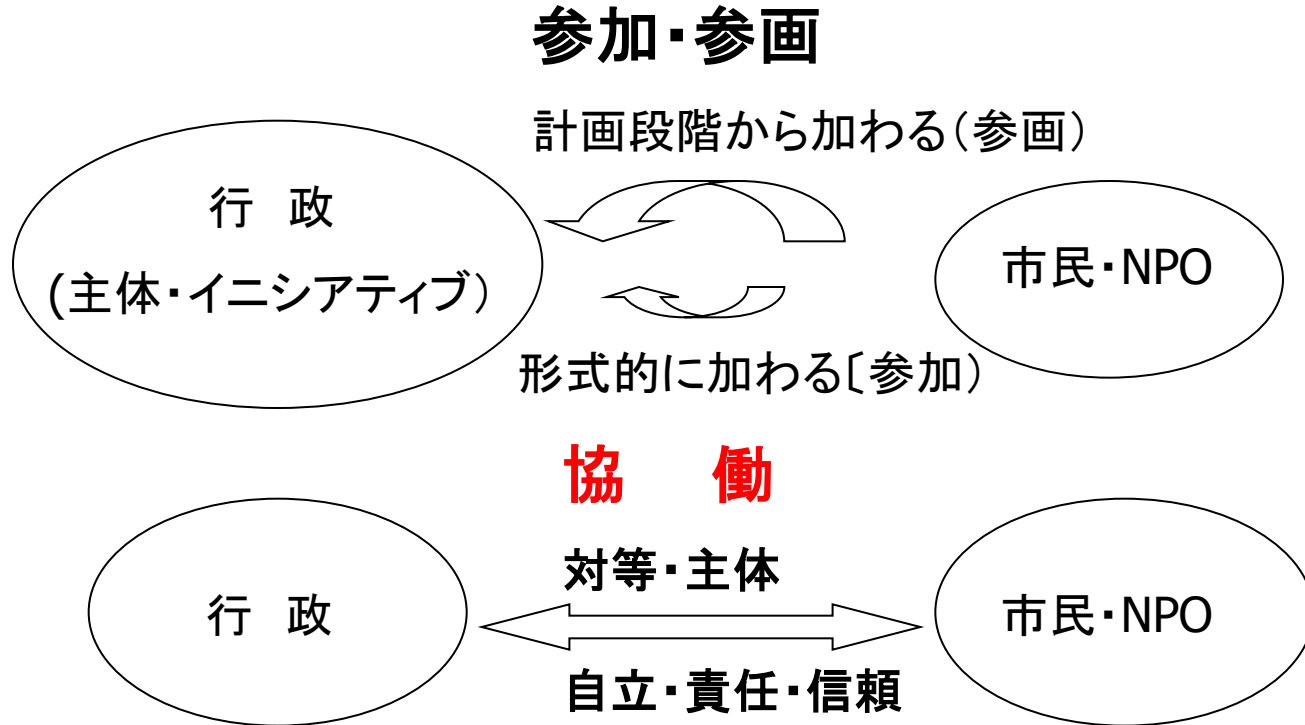 参加・参画
計画段階から加わる（参画）
行 政
(主体・イニシアティブ）
市民・NPO
形式的に加わる〔参加）
協 働
対等・主体
行 政
市民・NPO
自立・責任・信頼